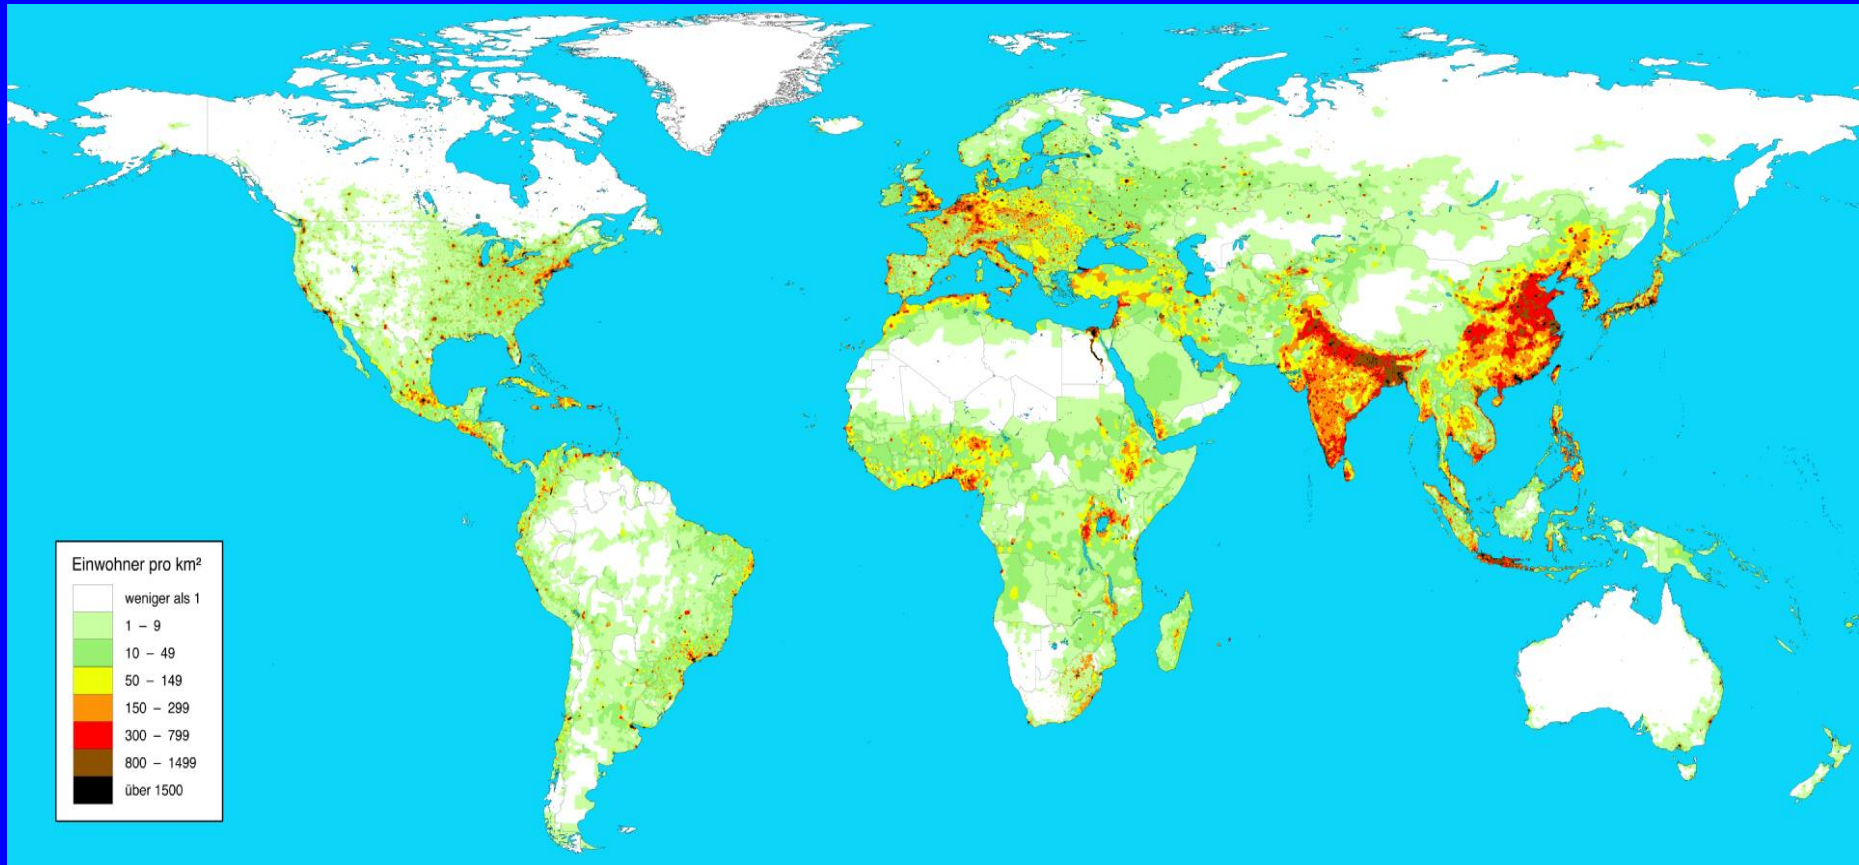 Einwohner pro km²
weniger als 1
1 – 9
10 – 49
50 – 149
150 – 299
300 – 799
800 – 1499
über 1500